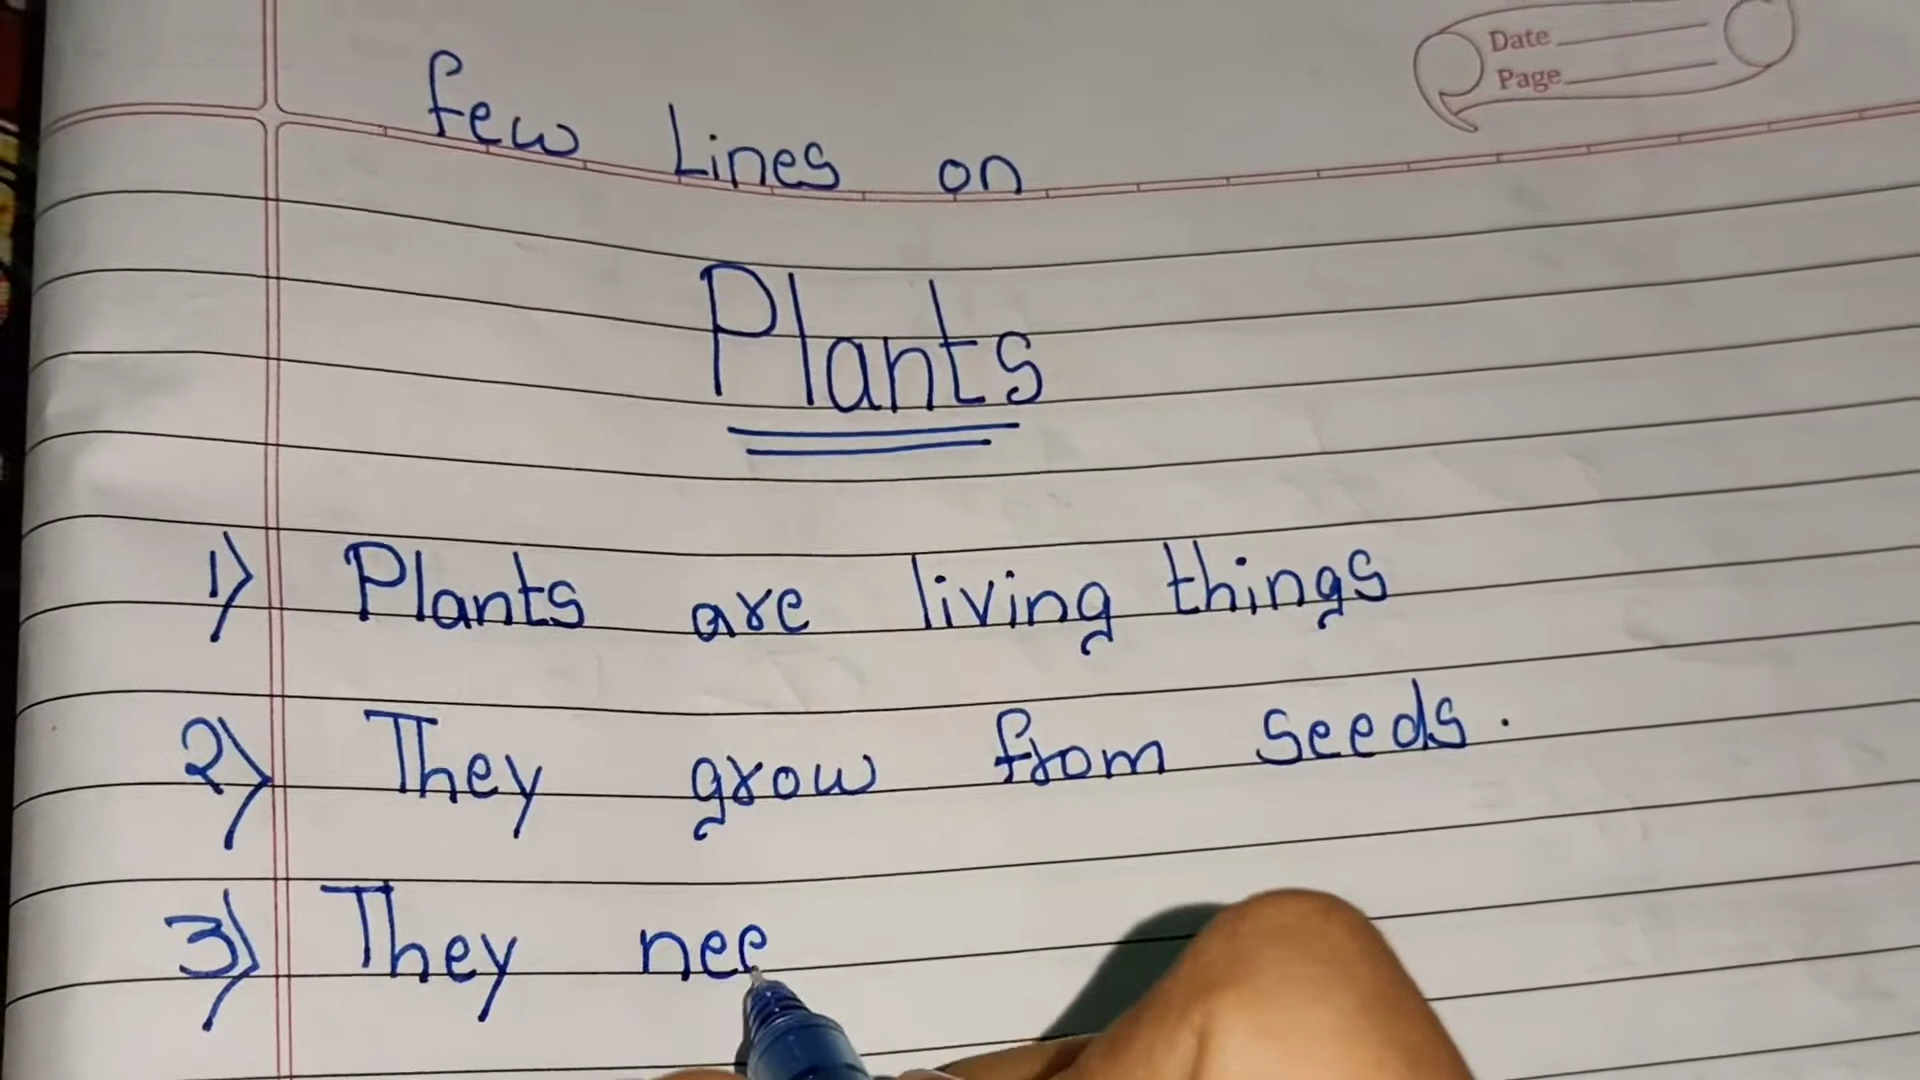 Date
Page
few Lines on
Plants
1) Plants are living things
2) They grow from seeds.
3) They nee